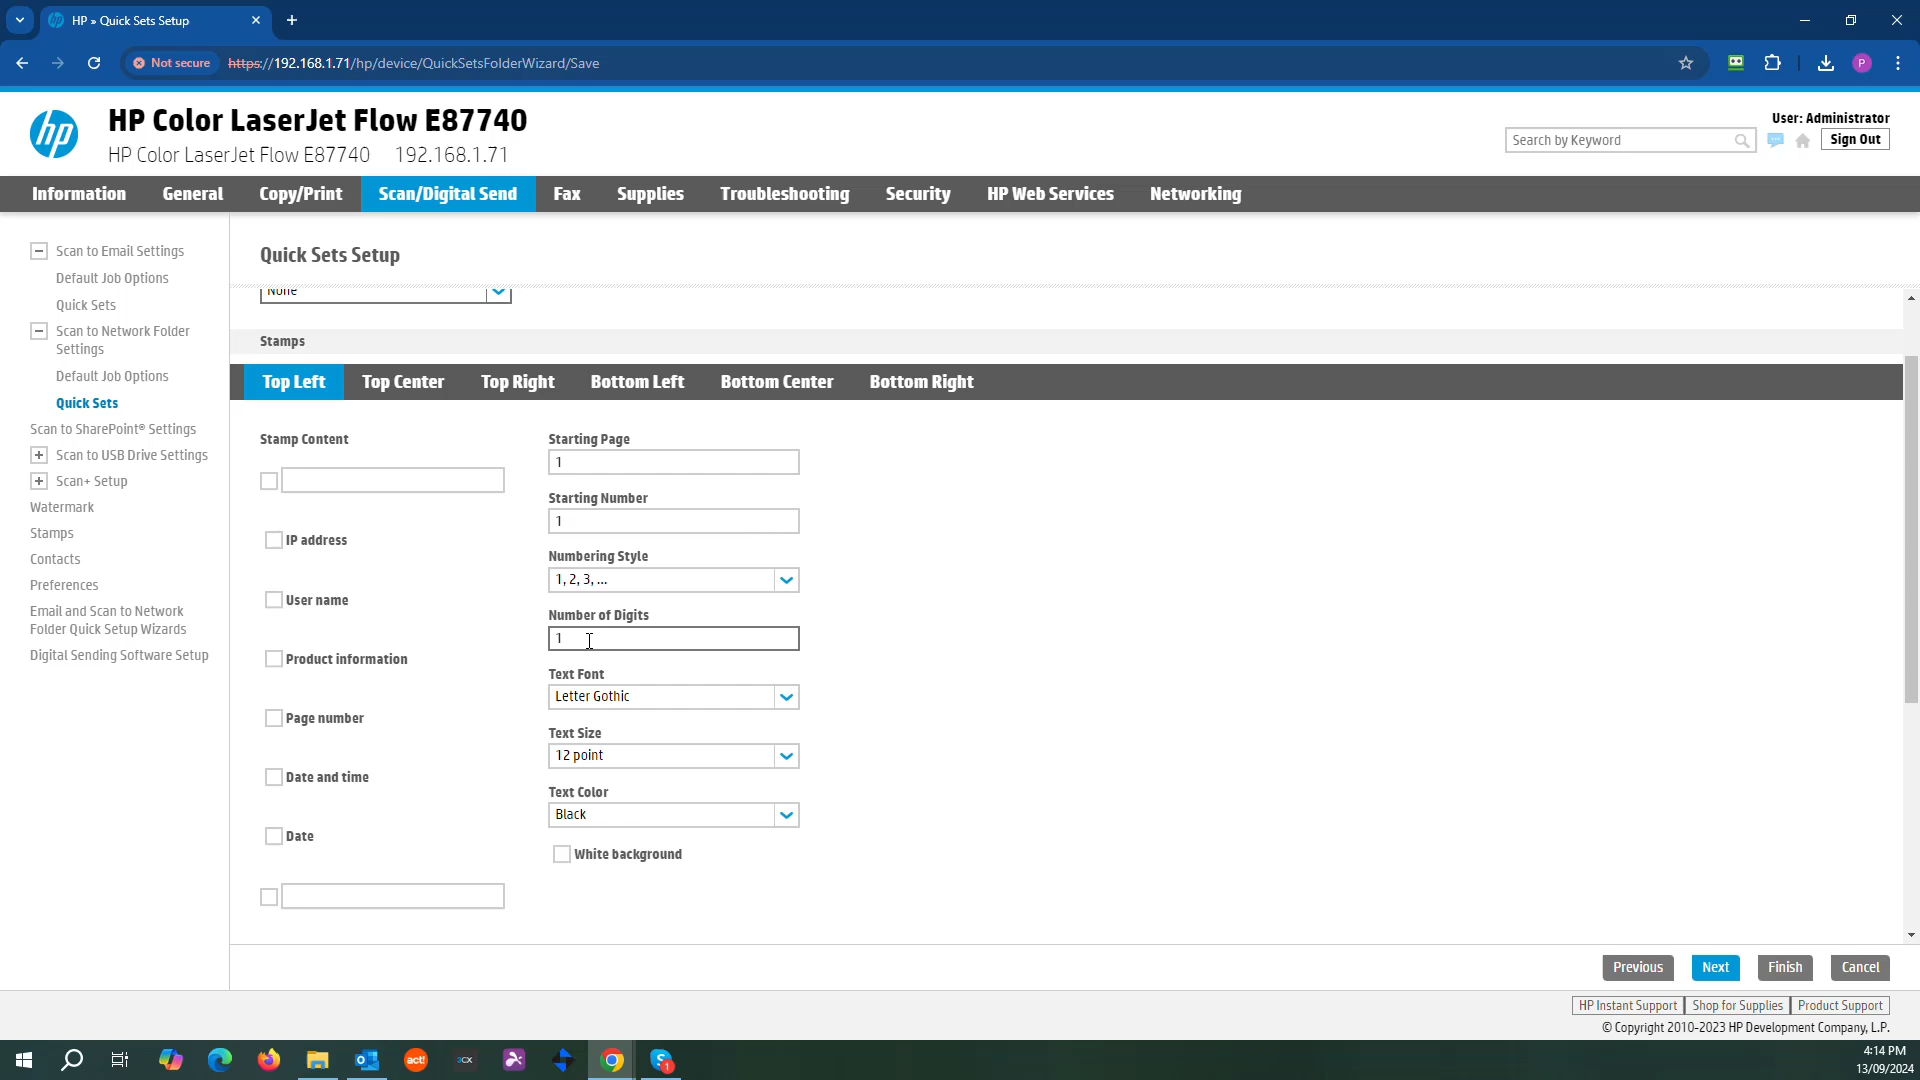 HP » Quick Sets Setup
Not secure https://192.168.1.71/hp/device/QuickSetsFolderWizard/Save
P
hp
HP Color LaserJet Flow E87740
HP Color LaserJet Flow E87740 192.168.1.71
User: Administrator
Search by Keyword
Sign Out
Information General Copy/Print Scan/Digital Send Fax Supplies Troubleshooting Security HP Web Services Networking
Scan to Email Settings
Default Job Options
Quick Sets
Scan to Network Folder
Settings
Default Job Options
Quick Sets
Scan to SharePoint® Settings
Scan to USB Drive Settings
Scan+ Setup
Watermark
Stamps
Contacts
Preferences
Email and Scan to Network
Folder Quick Setup Wizards
Digital Sending Software Setup
Quick Sets Setup
None
Stamps
Top Left Top Center Top Right Bottom Left Bottom Center Bottom Right
Stamp Content
IP address
User name
Product information
Page number
Date and time
Date
Starting Page
1
Starting Number
1
Numbering Style
1, 2, 3, ...
Number of Digits
1
Text Font
Letter Gothic
Text Size
12 point
Text Color
Black
White background
Previous Next Finish Cancel
HP Instant Support Shop for Supplies Product Support
© Copyright 2010-2023 HP Development Company, L.P.
act!
3CX
1
4:14 PM
13/09/2024